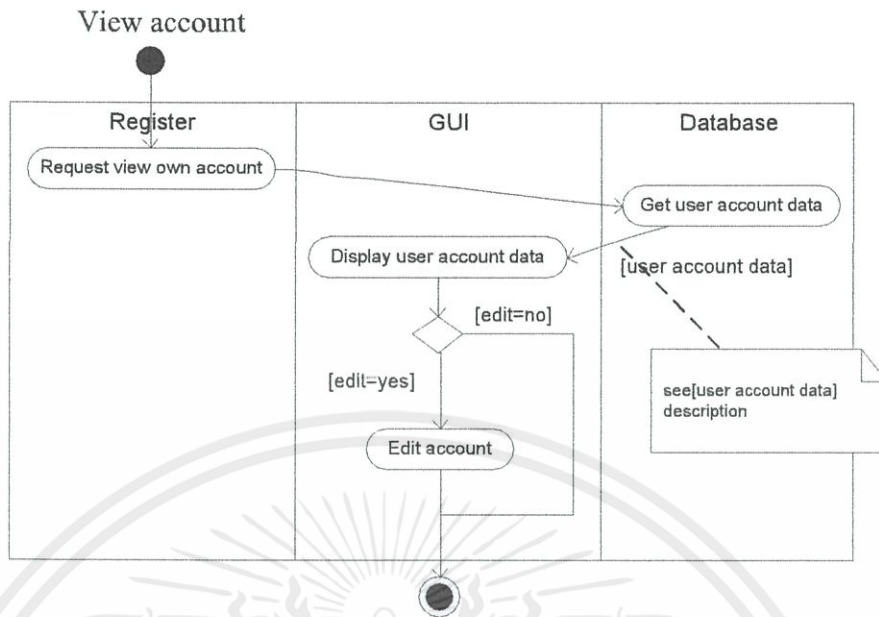 View account
Register
GUI
Database
Request view own account
Get user account data
Display user account data
[user account data]
[edit=no]
[edit=yes]
see[user account data]
description
Edit account